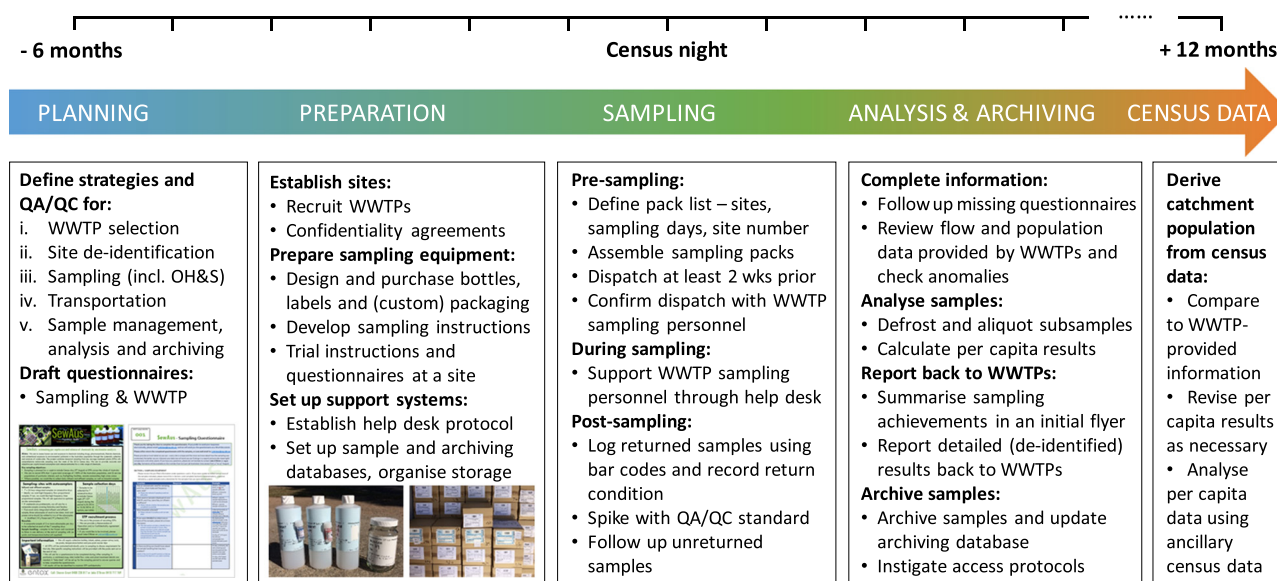 ......
- 6 months
Census night
+ 12 months
PLANNING
PREPARATION
SAMPLING
ANALYSIS & ARCHIVING
CENSUS DATA
Define strategies and
QA/QC for:
i. WWTP selection
ii. Site de-identification
iii. Sampling (incl. OH&S)
iv. Transportation
v. Sample management,
analysis and archiving
Draft questionnaires:
• Sampling & WWTP
SewAus
SewAus - Sampling Questionnaire
Establish sites:
• Recruit WWTPs
• Confidentiality agreements
Prepare sampling equipment:
• Design and purchase bottles,
labels and (custom) packaging
• Develop sampling instructions
• Trial instructions and
questionnaires at a site
Set up support systems:
• Establish help desk protocol
• Set up sample and archiving
databases, organise storage
Pre-sampling:
• Define pack list – sites,
sampling days, site number
• Assemble sampling packs
• Dispatch at least 2 wks prior
• Confirm dispatch with WWTP
sampling personnel
During sampling:
• Support WWTP sampling
personnel through help desk
Post-sampling:
• Log returned samples using
bar codes and record return
condition
• Spike with QA/QC standard
• Follow up unreturned
samples
Complete information:
• Follow up missing questionnaires
• Review flow and population
data provided by WWTPs and
check anomalies
Analyse samples:
• Defrost and aliquot subsamples
• Calculate per capita results
Report back to WWTPs:
• Summarise sampling
achievements in an initial flyer
• Report detailed (de-identified)
results back to WWTPs
Archive samples:
• Archive samples and update
archiving database
• Instigate access protocols
Derive
catchment
population
from census
data:
• Compare
to WWTP-
provided
information
• Revise per
capita results
as necessary
• Analyse
per capita
data using
ancillary
census data